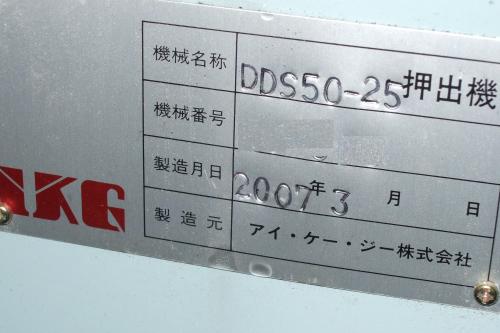 機械名称 DDS50-25押出機
機械番号
製造月日 2007年3月 日
製造元 アイ・ケー・ジー株式会社
IKG